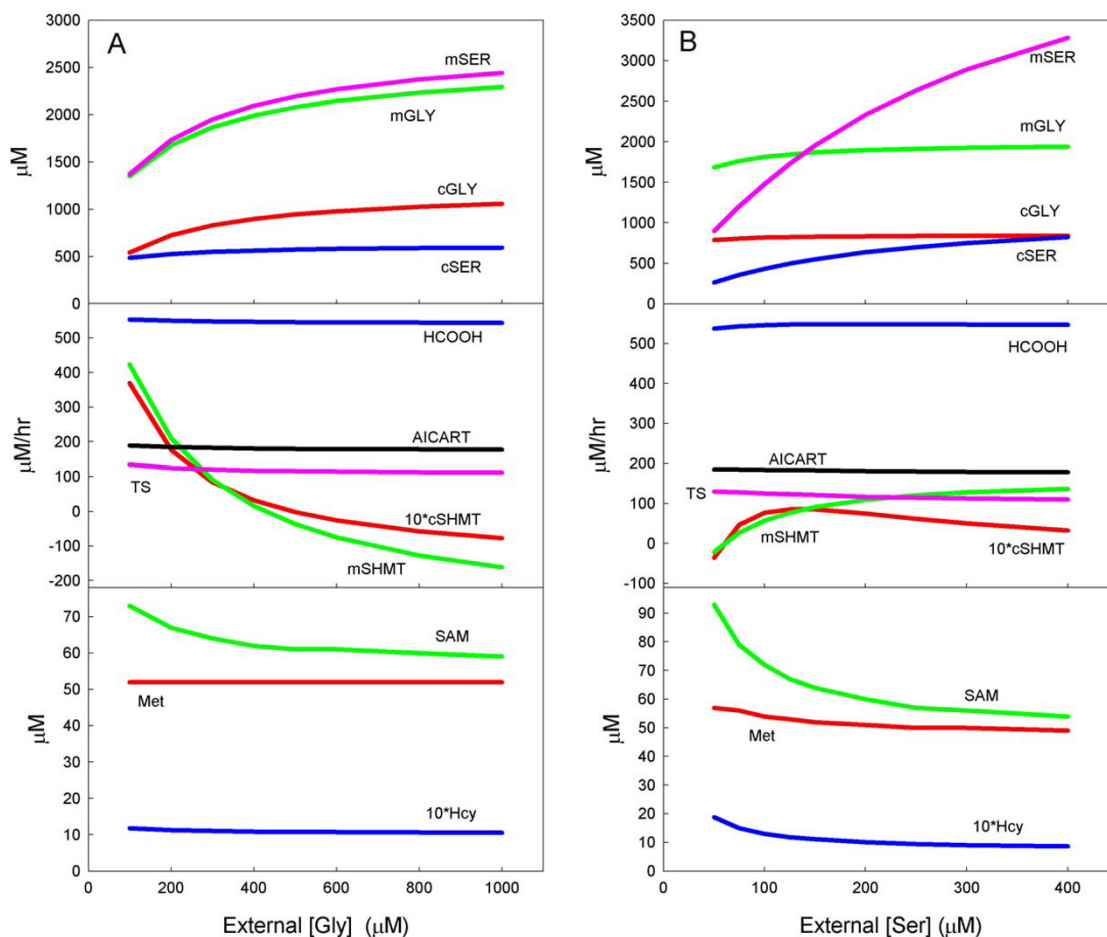 A
3000
2500
2000
1500
1000
500
0
μM
mSER
mGLY
cGLY
cSER
500
400
300
200
100
0
-100
-200
μM/hr
HCOOH
AICART
TS
10*cSHMT
mSHMT
70
60
50
40
30
20
10
0
μM
SAM
Met
10*Hcy
0
200
400
600
800
1000
External [Gly] (μM)
B
3500
3000
2500
2000
1500
1000
500
0
μM
mSER
mGLY
cGLY
cSER
500
400
300
200
100
0
-100
μM/hr
HCOOH
AICART
TS
mSHMT
10*cSHMT
90
80
70
60
50
40
30
20
10
0
μM
SAM
Met
10*Hcy
0
100
200
300
400
External [Ser] (μM)